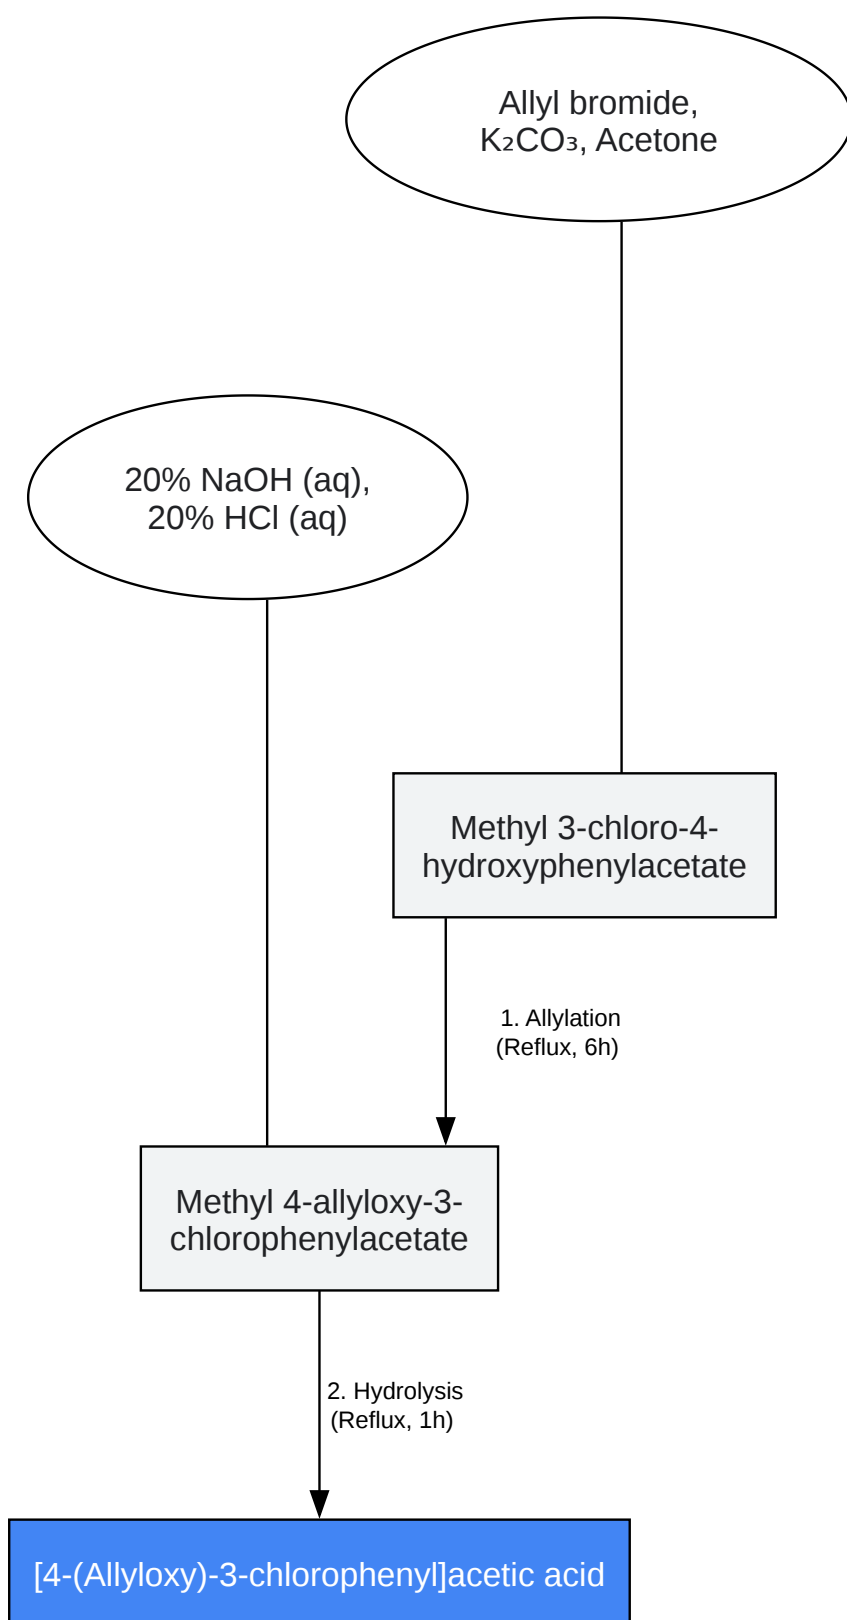 Allyl bromide,
K₂CO₃, Acetone
20% NaOH (aq),
20% HCl (aq)
Methyl 3-chloro-4-
hydroxyphenylacetate
1. Allylation
(Reflux, 6h)
Methyl 4-allyloxy-3-
chlorophenylacetate
2. Hydrolysis
(Reflux, 1h)
[4-(Allyloxy)-3-chlorophenyl]acetic acid